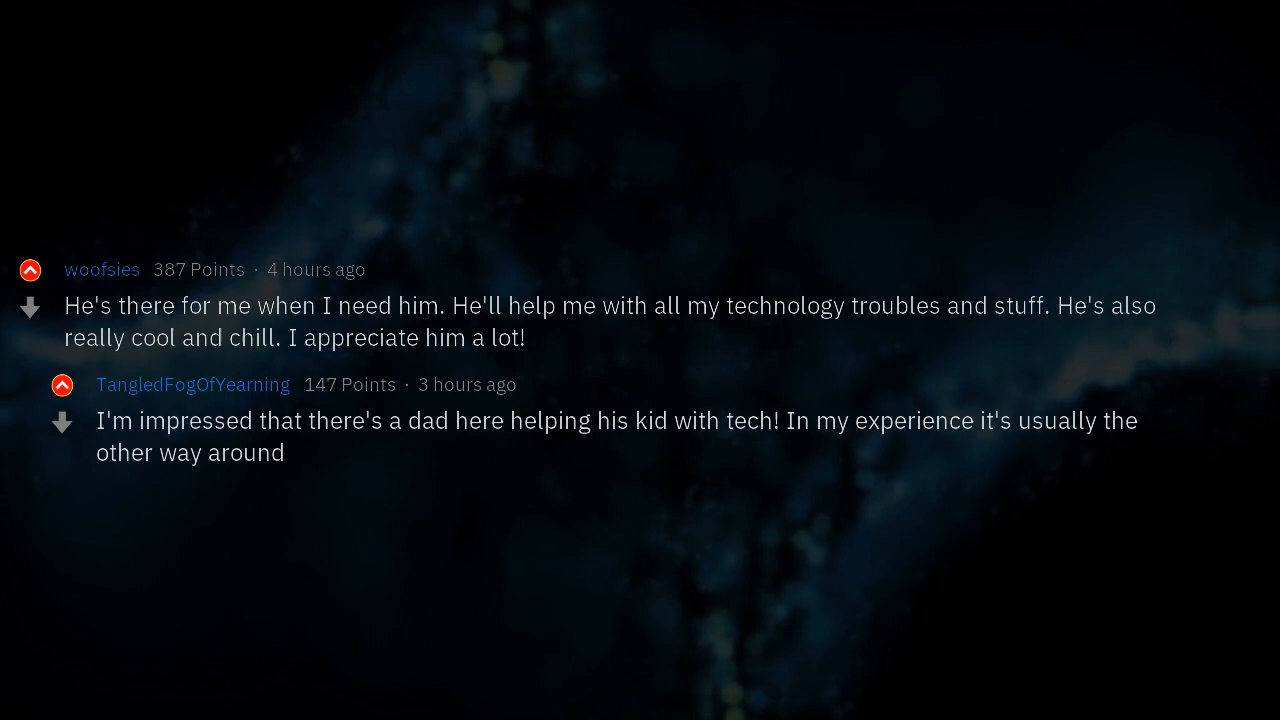 woofsies 387 Points · 4 hours ago
He's there for me when I need him. He'll help me with all my technology troubles and stuff. He's also
really cool and chill. I appreciate him a lot!
TangledFogOfYearning 147 Points · 3 hours ago
I'm impressed that there's a dad here helping his kid with tech! In my experience it's usually the
other way around